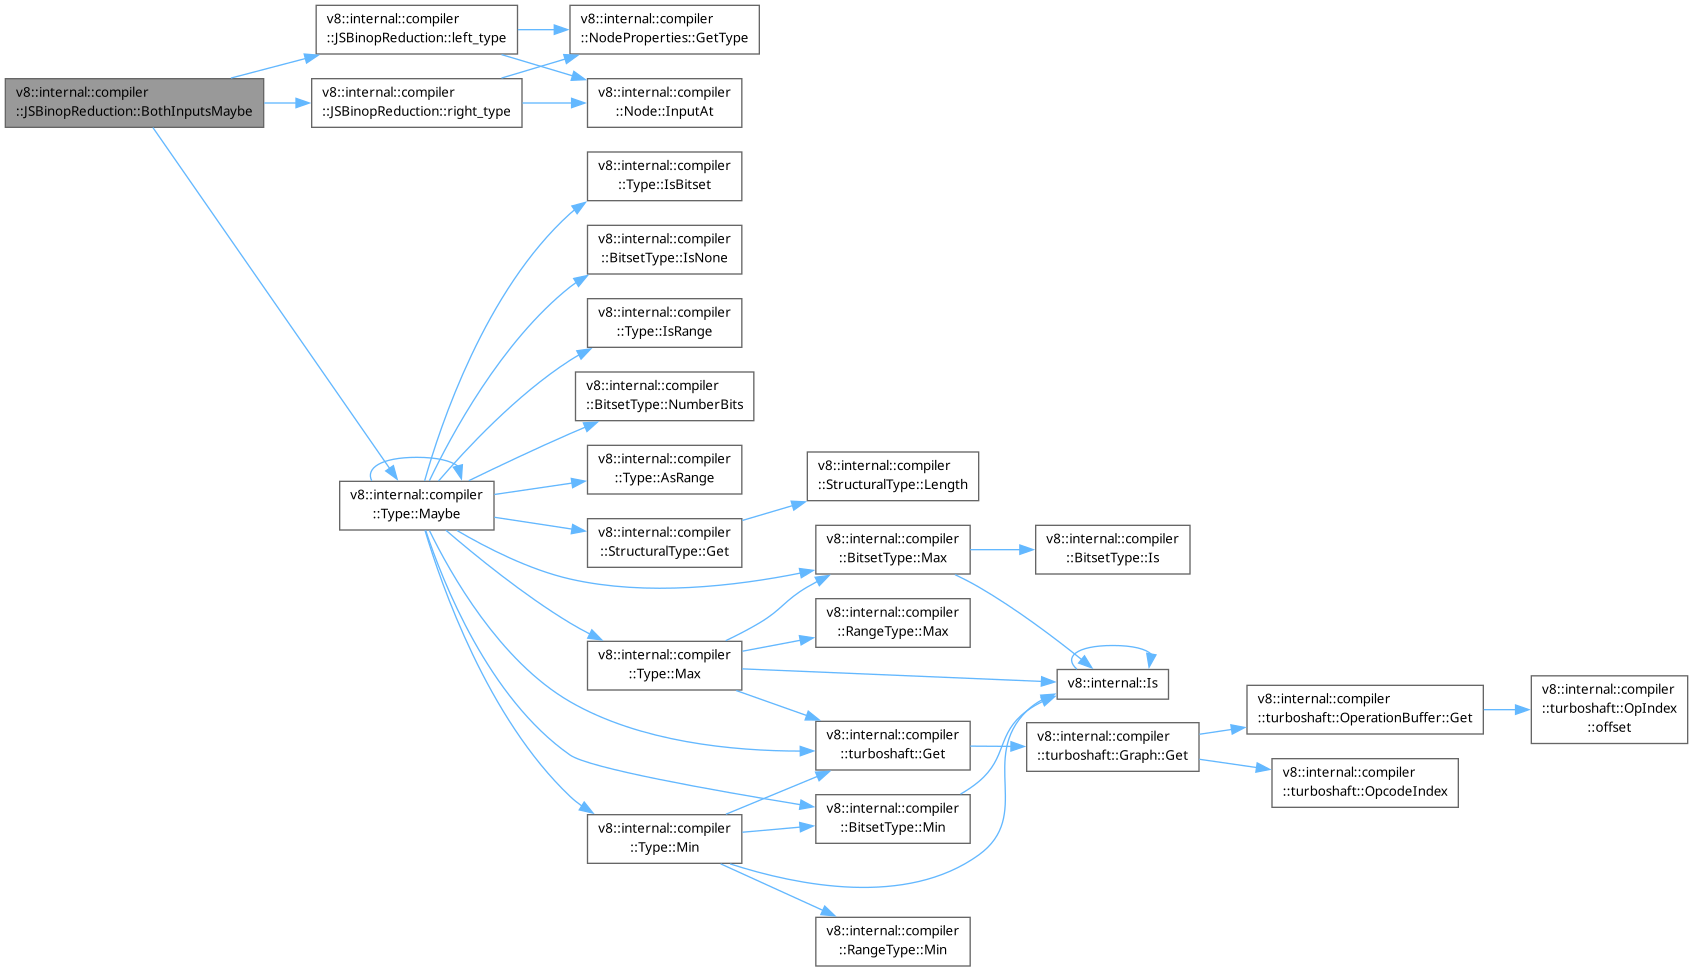 v8::internal::compiler
::JSBinopReduction::BothInputsMaybe
v8::internal::compiler
::JSBinopReduction::left_type
v8::internal::compiler
::NodeProperties::GetType
v8::internal::compiler
::JSBinopReduction::right_type
v8::internal::compiler
::Node::InputAt
v8::internal::compiler
::Type::IsBitset
v8::internal::compiler
::BitsetType::IsNone
v8::internal::compiler
::Type::IsRange
v8::internal::compiler
::BitsetType::NumberBits
v8::internal::compiler
::Type::AsRange
v8::internal::compiler
::Type::Maybe
v8::internal::compiler
::StructuralType::Get
v8::internal::compiler
::StructuralType::Length
v8::internal::compiler
::BitsetType::Max
v8::internal::compiler
::BitsetType::Is
v8::internal::compiler
::RangeType::Max
v8::internal::compiler
::Type::Max
v8::internal::Is
v8::internal::compiler
::turboshaft::Get
v8::internal::compiler
::turboshaft::Graph::Get
v8::internal::compiler
::turboshaft::OperationBuffer::Get
v8::internal::compiler
::turboshaft::OpIndex
::offset
v8::internal::compiler
::turboshaft::OpcodeIndex
v8::internal::compiler
::BitsetType::Min
v8::internal::compiler
::Type::Min
v8::internal::compiler
::RangeType::Min